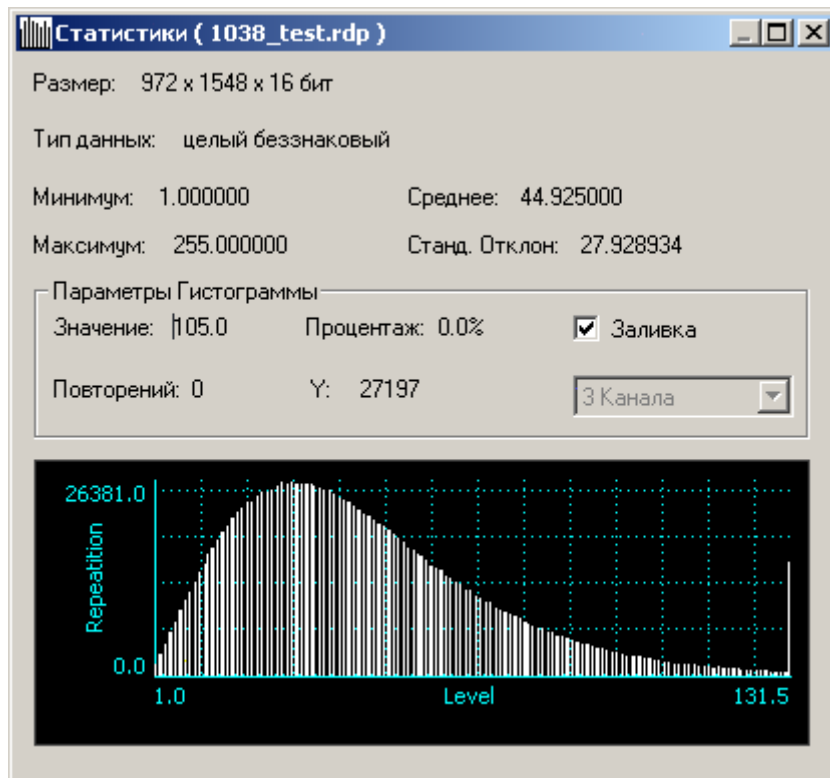 Статистики ( 1038_test.rdp )
Размер: 972 x 1548 x 16 бит
Тип данных: целый беззнаковый
Минимум: 1.000000 Среднее: 44.925000
Максимум: 255.000000 Станд. Отклон: 27.928934
Параметры Гистограммы
Значение: 105.0 Процентаж: 0.0% Заливка
Повторений: 0 Y: 27197 3 Канала
26381.0
Repeatition
0.0
1.0 Level 131.5